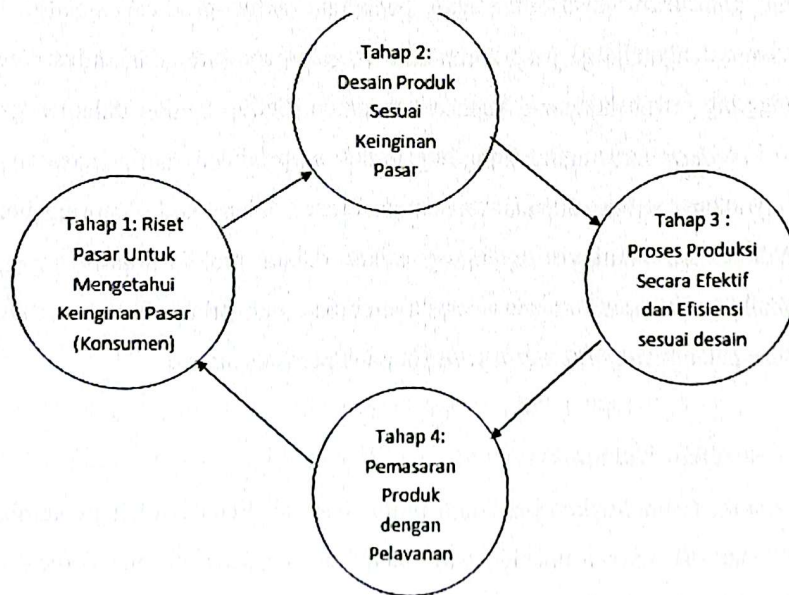 Tahap 1: Riset
Pasar Untuk
Mengetahui
Keinginan Pasar
(Konsumen)
Tahap 2:
Desain Produk
Sesuai
Keinginan
Pasar
Tahap 3 :
Proses Produksi
Secara Efektif
dan Efisiensi
sesuai desain
Tahap 4:
Pemasaran
Produk
dengan
Pelayanan